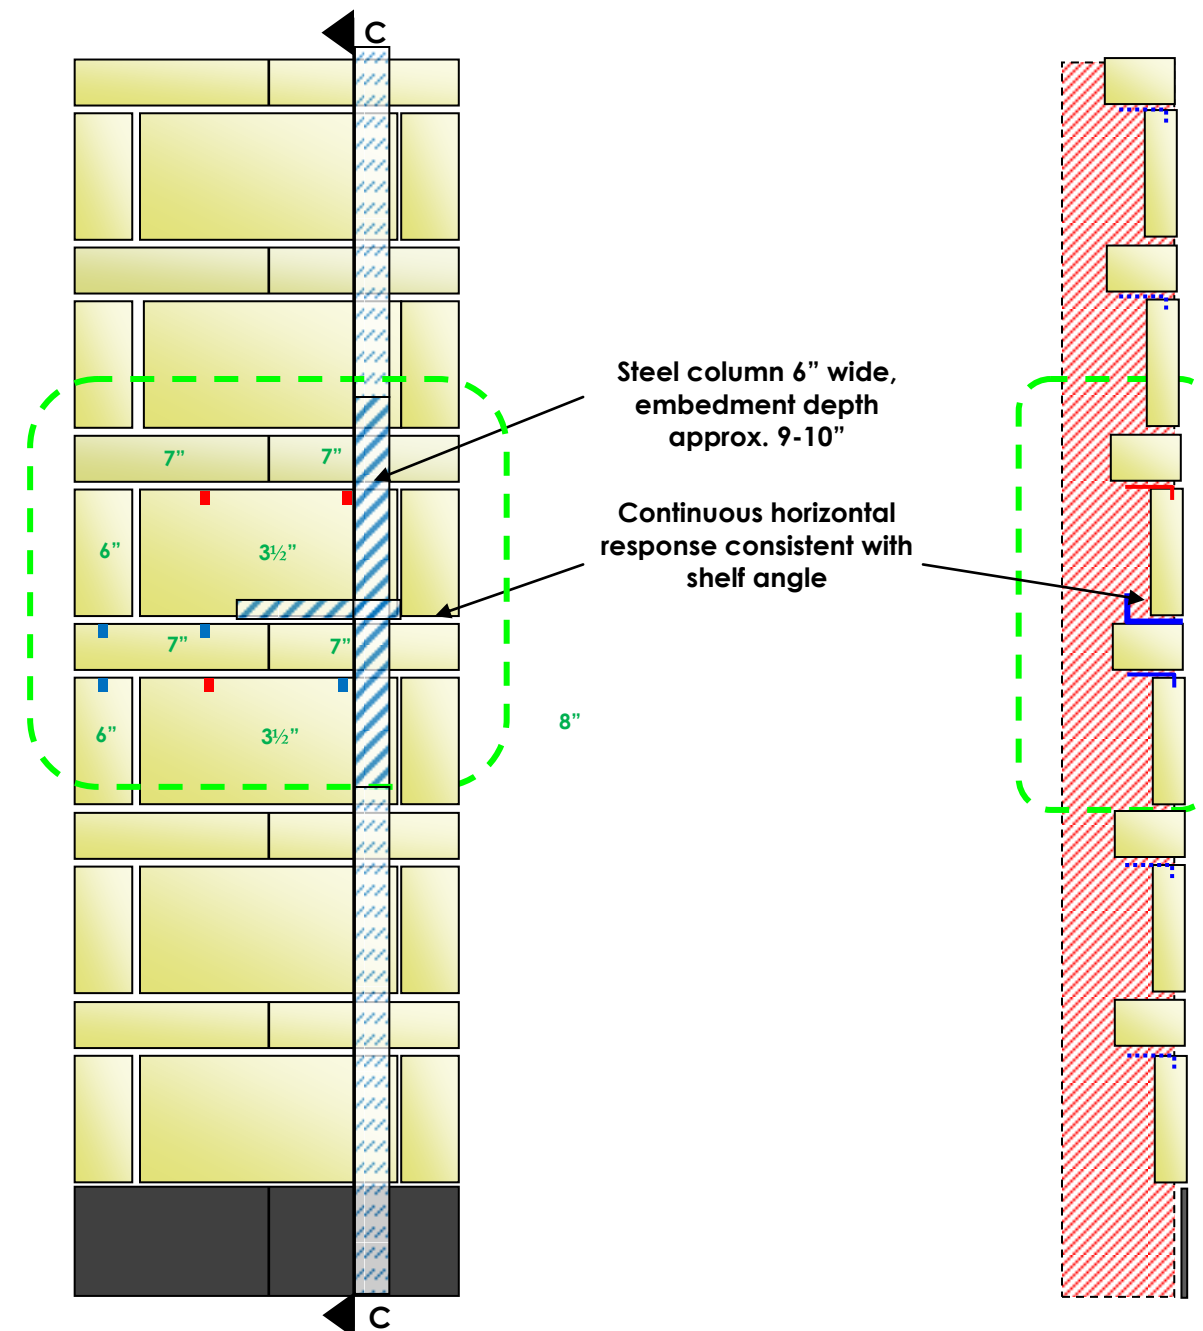 C
Steel column 6” wide,
embedment depth
approx. 9-10”
7” 7”
Continuous horizontal
response consistent with
shelf angle
6” 3½”
7” 7”
8”
6” 3½”
C